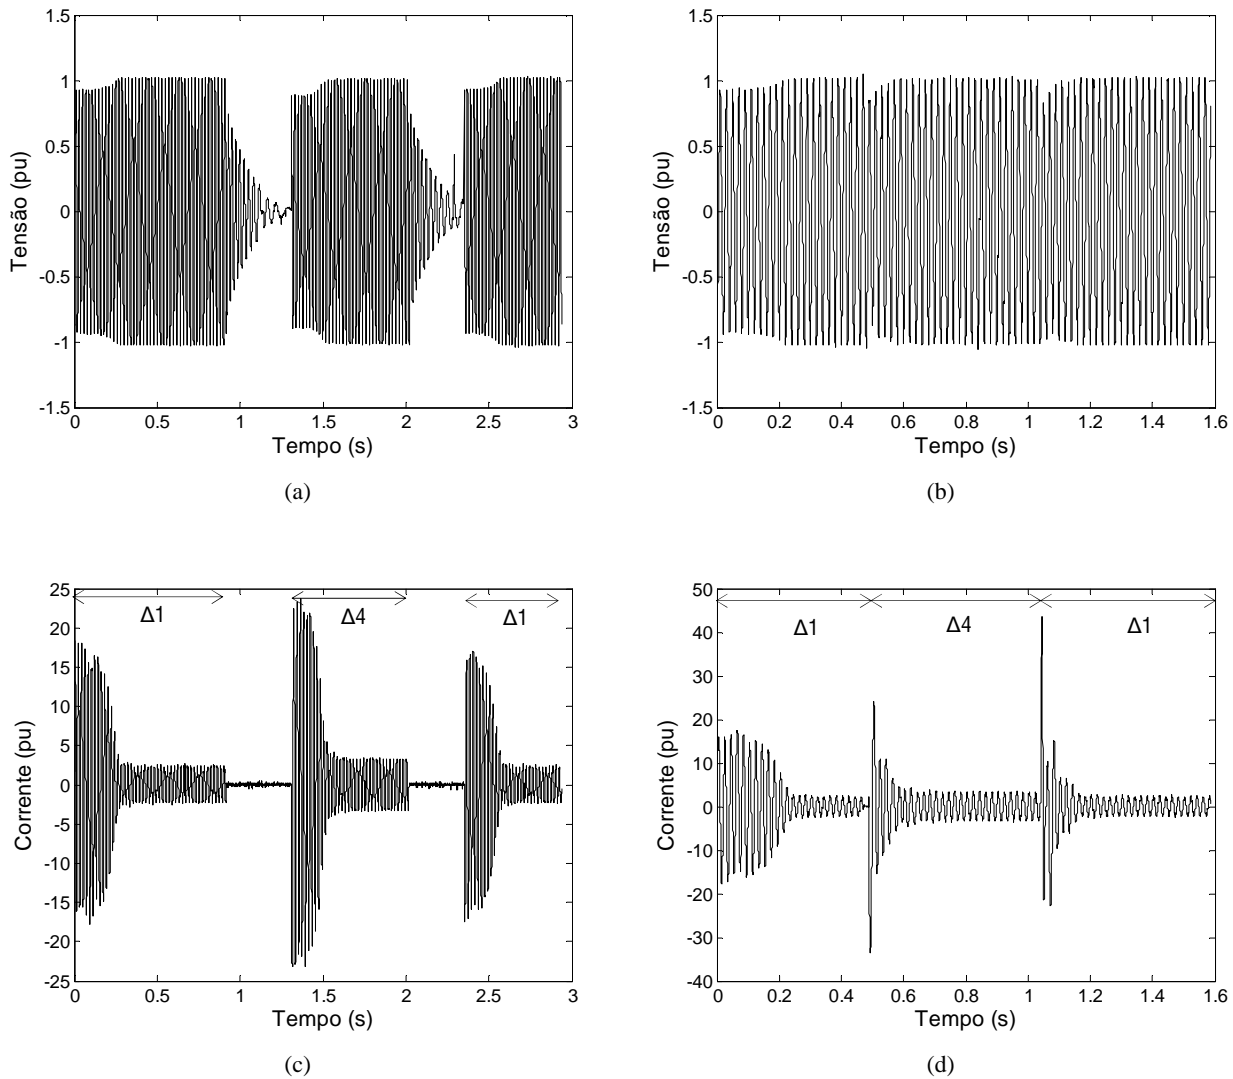 1.5
1
0.5
0
-0.5
-1
-1.5
Tensão (pu)
0 0.5 1 1.5 2 2.5 3
Tempo (s)
(a)
1.5
1
0.5
0
-0.5
-1
-1.5
Tensão (pu)
0 0.2 0.4 0.6 0.8 1 1.2 1.4 1.6
Tempo (s)
(b)
25
20
15
10
5
0
-5
-10
-15
-20
-25
Corrente (pu)
Δ1 Δ4 Δ1
0 0.5 1 1.5 2 2.5 3
Tempo (s)
(c)
50
40
30
20
10
0
-10
-20
-30
-40
Corrente (pu)
Δ1 Δ4 Δ1
0 0.2 0.4 0.6 0.8 1 1.2 1.4 1.6
Tempo (s)
(d)